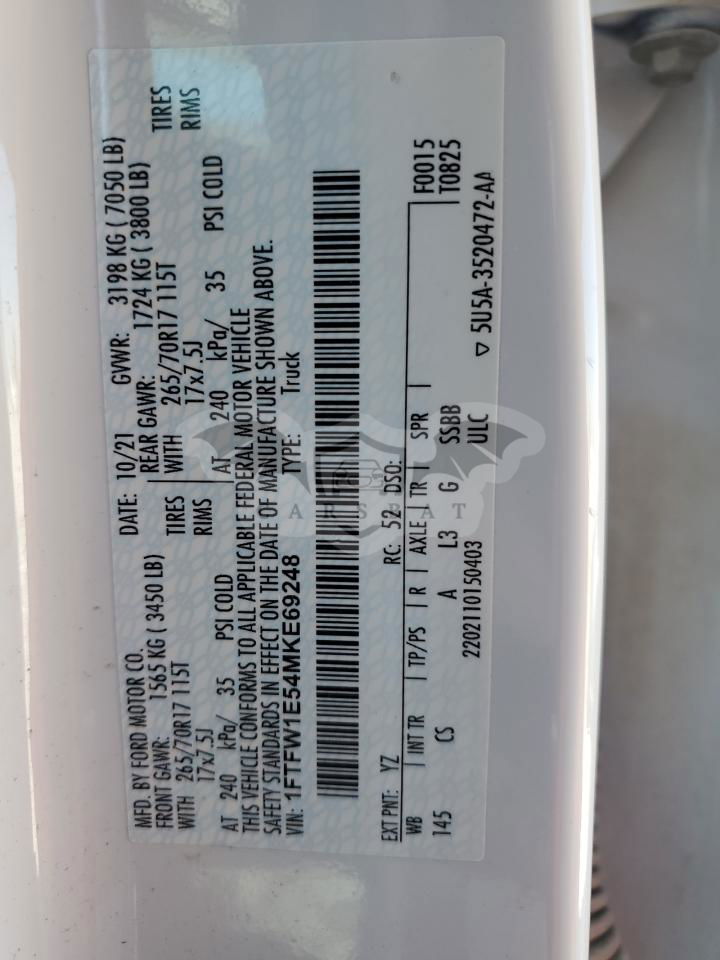 MFD. BY FORD MOTOR CO. DATE: 10/21 GVWR: 3198 KG ( 7050 LB)
FRONT GAWR: 1565 KG ( 3450 LB) REAR GAWR: 1724 KG ( 3800 LB)
WITH 265/70R17 115T TIRES WITH 265/70R17 115T TIRES
17x7.5J RIMS 17x7.5J RIMS
AT 240 kPa/ 35 PSI COLD AT 240 kPa/ 35 PSI COLD
THIS VEHICLE CONFORMS TO ALL APPLICABLE FEDERAL MOTOR VEHICLE
SAFETY STANDARDS IN EFFECT ON THE DATE OF MANUFACTURE SHOWN ABOVE.
VIN: 1FTFW1E54MKE69248 TYPE: Truck
ARSBAT
EXT PNT: YZ RC: 52 DSO: F0015
WB INT TR TP/PS R AXLE TR SPR T0825
145 CS A L3 G SSBB
2202110150403 ULC
▽ 5U5A-3520472-AA